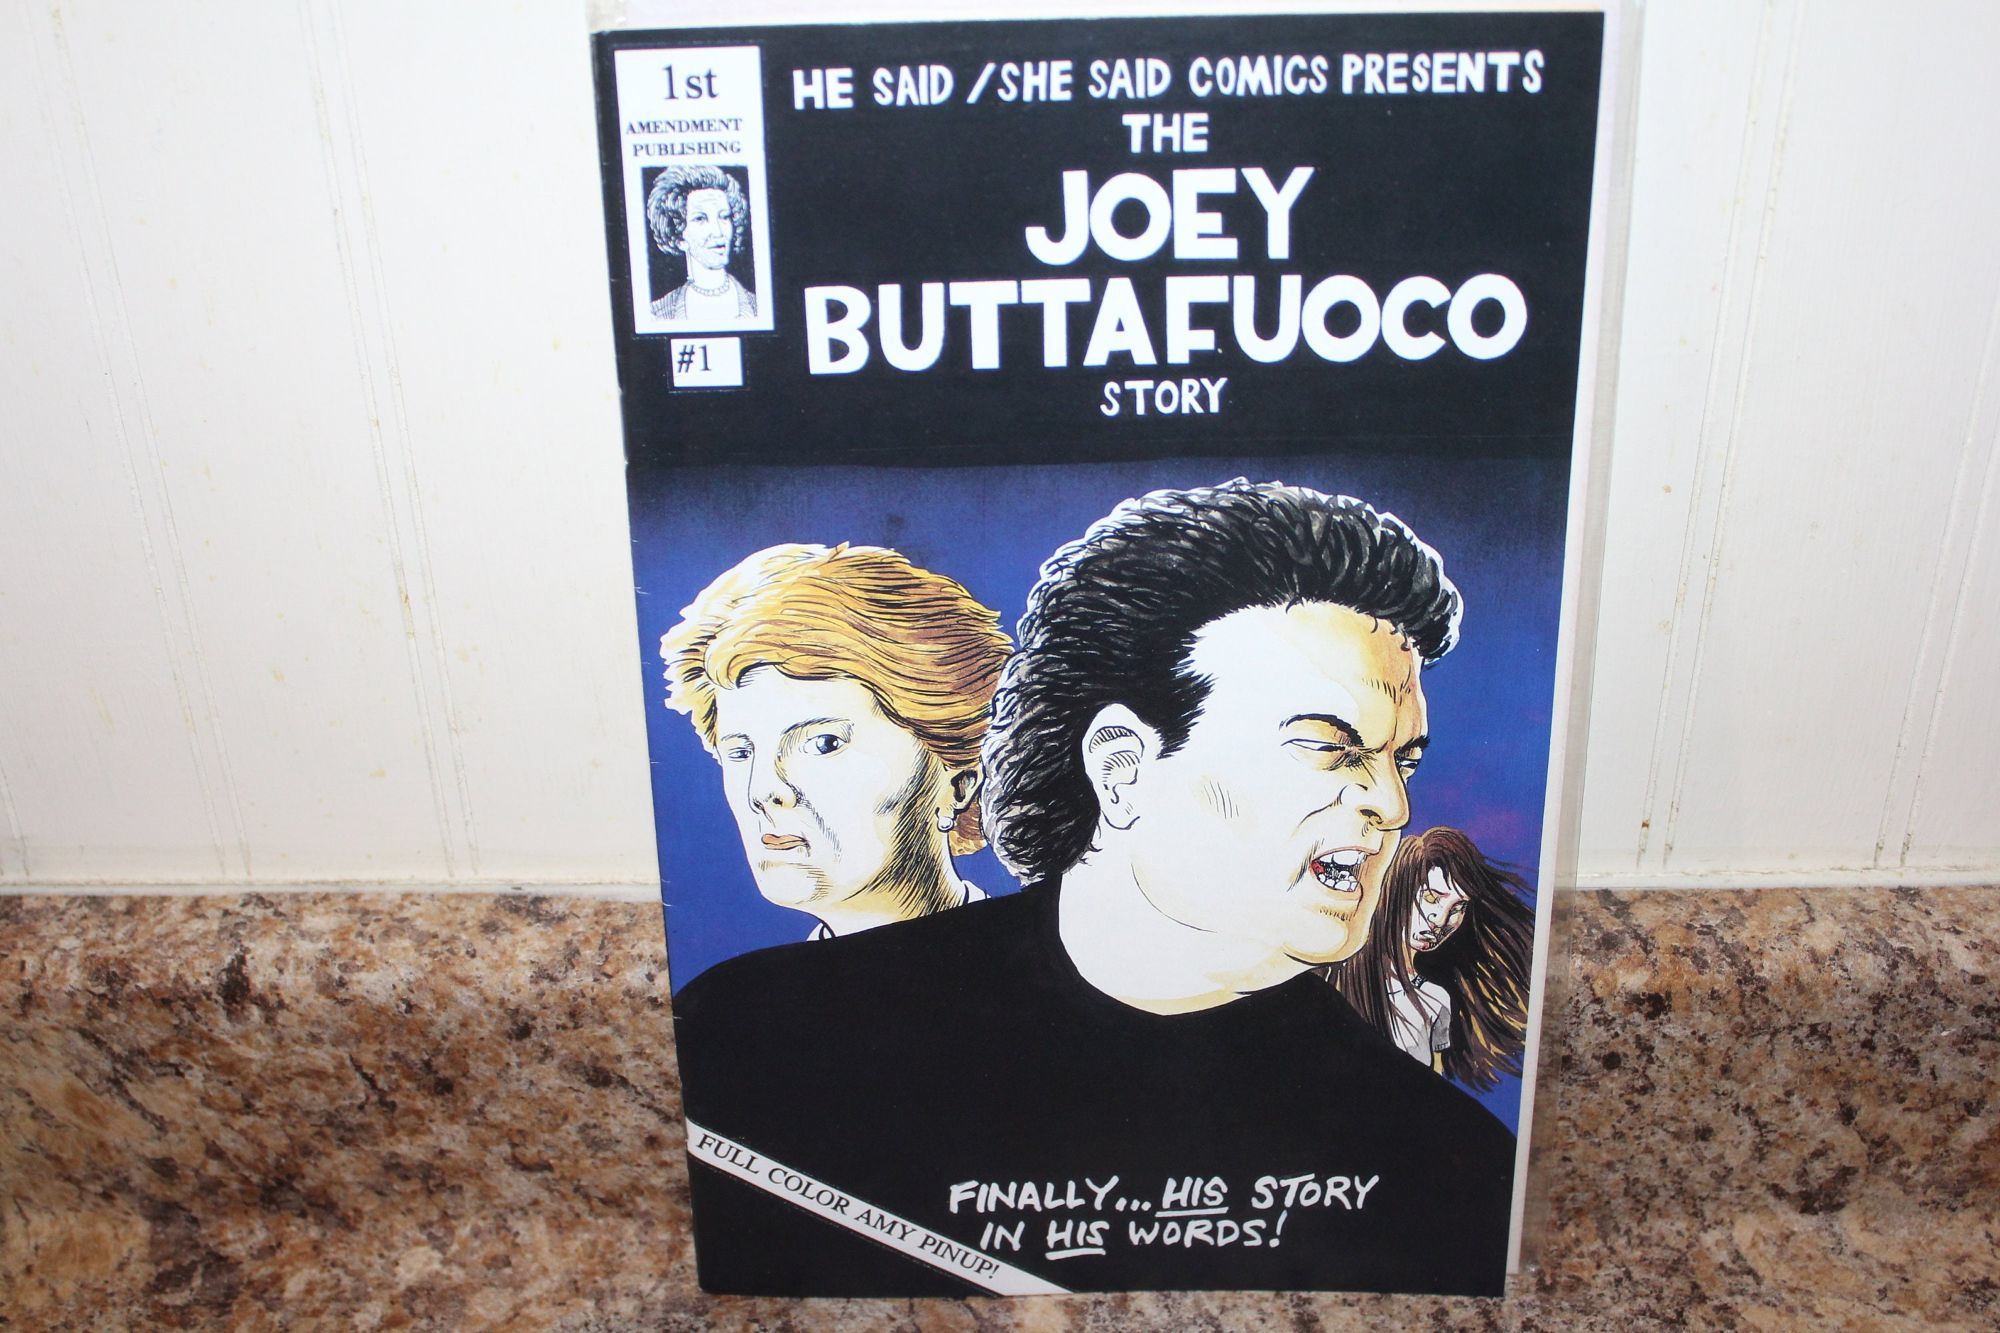 1st
AMENDMENT
PUBLISHING
#1
HE SAID / SHE SAID COMICS PRESENTS
THE
JOEY
BUTTAFUOCO
STORY
FULL COLOR AMY PINUP!
FINALLY... HIS STORY
IN HIS WORDS!